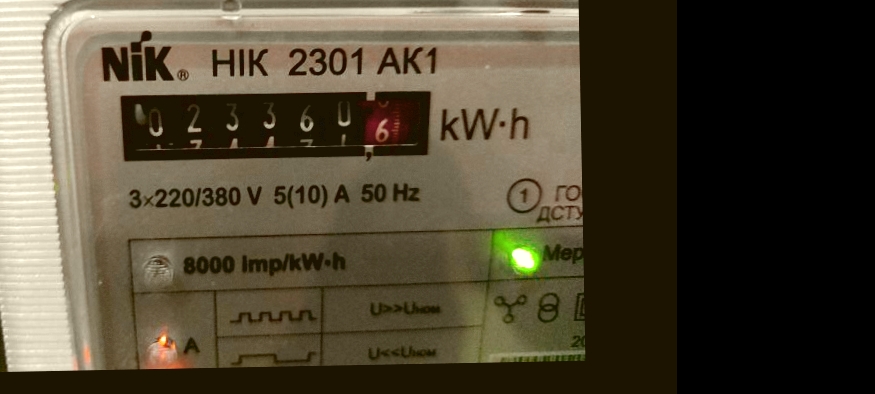 NiK® НІК 2301 АК1
0 2 3 3 6 0 , 6 kW·h
3×220/380 V 5(10) A 50 Hz
1
8000 Imp/kW·h
U>>Uном
A
U<<Uном